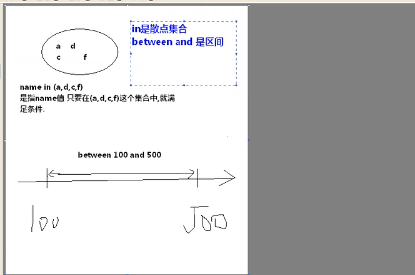 in是散点集合
between and 是区间
a d
c f
name in (a,d,c,f)
是指name值 只要在(a,d,c,f)这个集合中,就满
足条件.
between 100 and 500
100 500